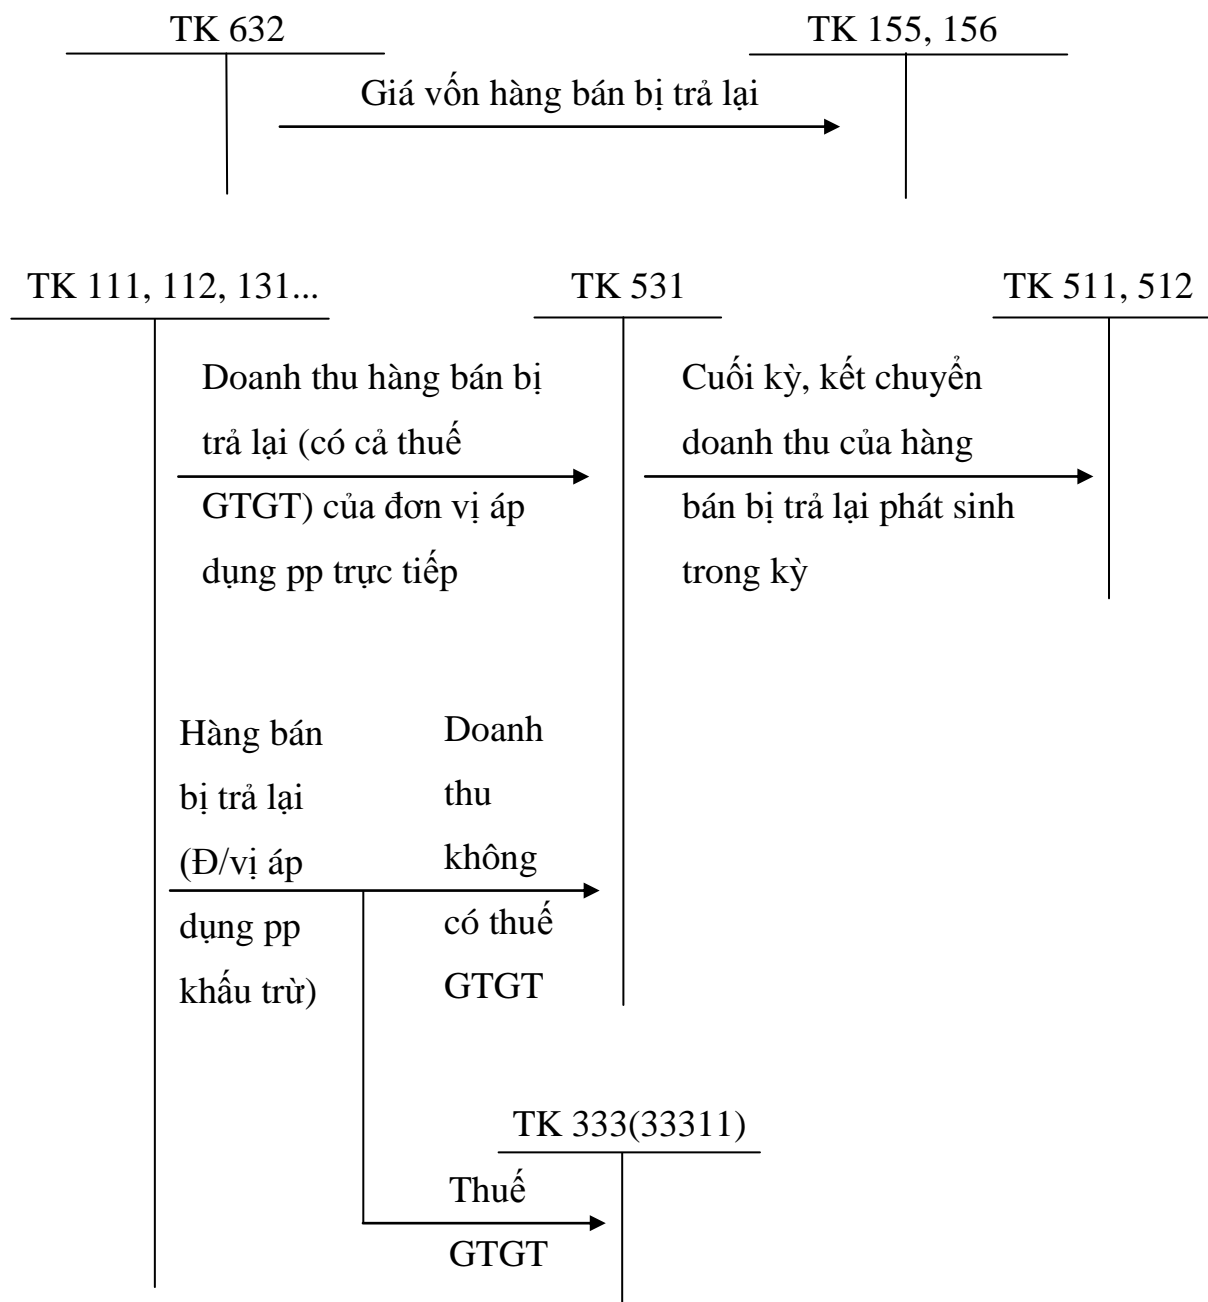 TK 632
TK 155, 156
Giá vốn hàng bán bị trả lại
TK 111, 112, 131...
TK 531
TK 511, 512
Doanh thu hàng bán bị
trả lại (có cả thuế
GTGT) của đơn vị áp
dụng pp trực tiếp
Cuối kỳ, kết chuyển
doanh thu của hàng
bán bị trả lại phát sinh
trong kỳ
Hàng bán
bị trả lại
(Đ/vị áp
dụng pp
khấu trừ)
Doanh
thu
không
có thuế
GTGT
TK 333(33311)
Thuế
GTGT